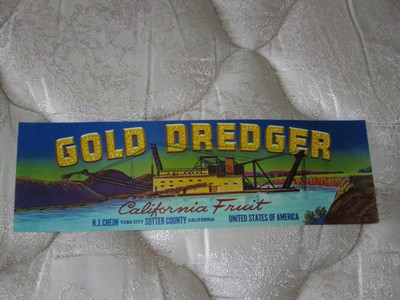 GOLD DREDGER
California Fruit
H.J. CHEIM YUBA CITY SUTTER COUNTY CALIFORNIA UNITED STATES OF AMERICA